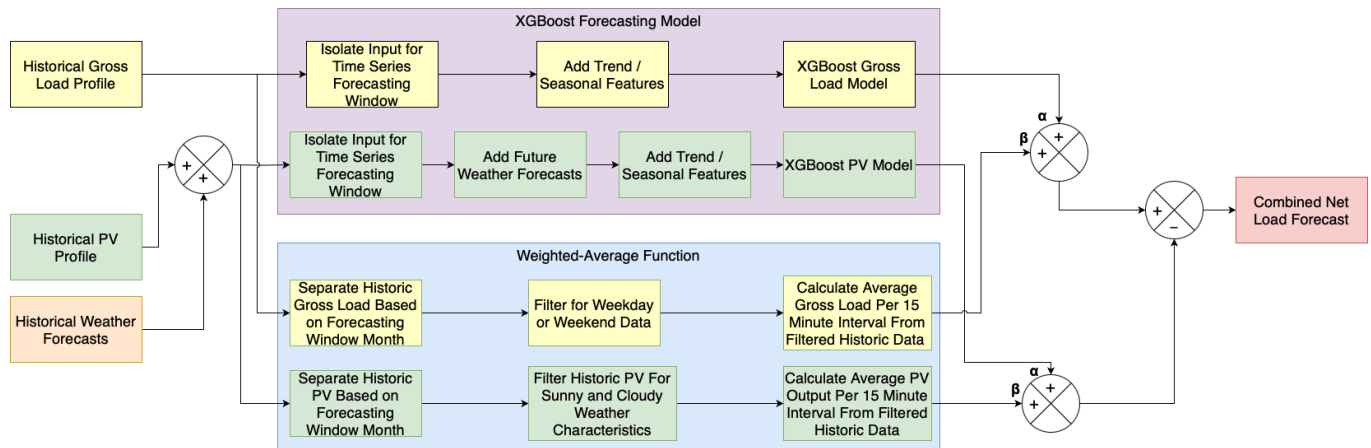 XGBoost Forecasting Model
Historical Gross
Load Profile
Isolate Input for
Time Series
Forecasting
Window
Add Trend /
Seasonal Features
XGBoost Gross
Load Model
α
β
+
+
Isolate Input for
Time Series
Forecasting
Window
Add Future
Weather Forecasts
Add Trend /
Seasonal Features
XGBoost PV Model
+
+
Historical PV
Profile
+
−
Combined Net
Load Forecast
Weighted-Average Function
Historical Weather
Forecasts
Separate Historic
Gross Load Based
on Forecasting
Window Month
Filter for Weekday
or Weekend Data
Calculate Average
Gross Load Per 15
Minute Interval From
Filtered Historic Data
Separate Historic
PV Based on
Forecasting
Window Month
Filter Historic PV For
Sunny and Cloudy
Weather
Characteristics
Calculate Average PV
Output Per 15 Minute
Interval From Filtered
Historic Data
α
β
+
+